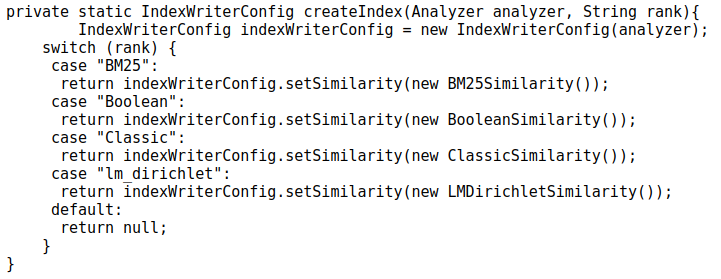 private static IndexWriterConfig createIndex(Analyzer analyzer, String rank){
        IndexWriterConfig indexWriterConfig = new IndexWriterConfig(analyzer);
    switch (rank) {
     case "BM25":
      return indexWriterConfig.setSimilarity(new BM25Similarity());
     case "Boolean":
      return indexWriterConfig.setSimilarity(new BooleanSimilarity());
     case "Classic":
      return indexWriterConfig.setSimilarity(new ClassicSimilarity());
     case "lm_dirichlet":
      return indexWriterConfig.setSimilarity(new LMDirichletSimilarity());
     default:
      return null;
    }
}